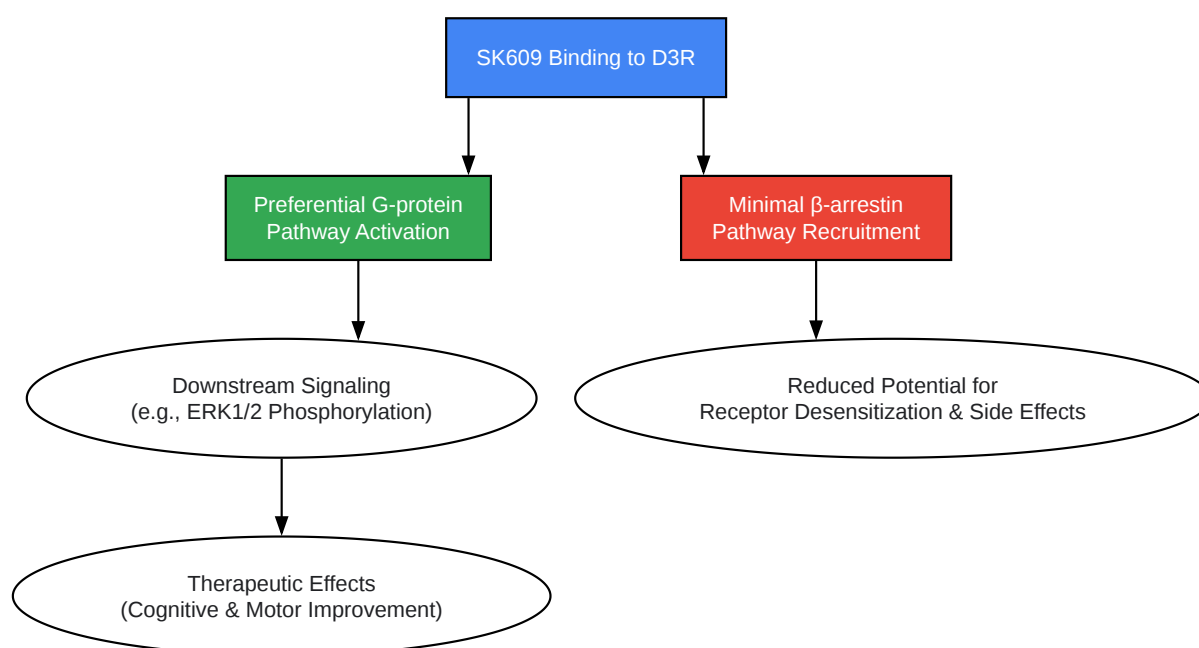 SK609 Binding to D3R
Preferential G-protein
Pathway Activation
Minimal β-arrestin
Pathway Recruitment
Downstream Signaling
(e.g., ERK1/2 Phosphorylation)
Reduced Potential for
Receptor Desensitization & Side Effects
Therapeutic Effects
(Cognitive & Motor Improvement)